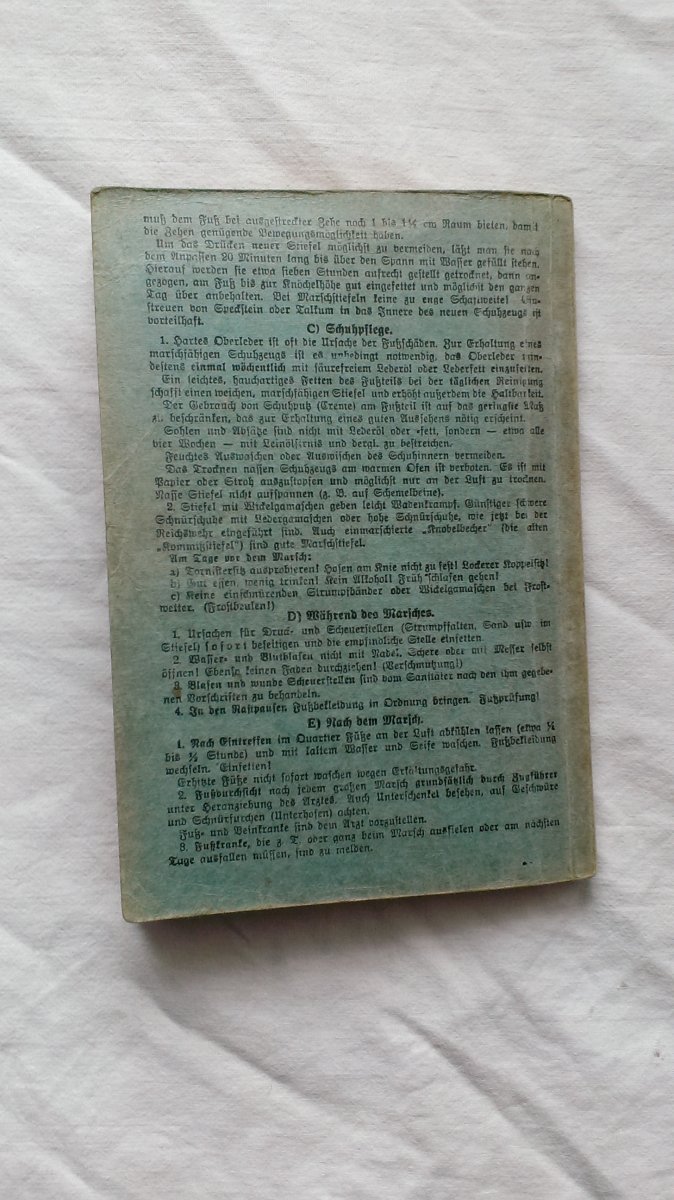 muß dem Fuß bei ausgestreckter Zehe noch 1 bis 1¼ cm Raum bieten, damit
die Zehen genügende Bewegungsmöglichkeit haben.
Um das Drücken neuer Stiefel möglichst zu vermeiden, läßt man sie nach
dem Anpassen 20 Minuten lang bis über den Spann mit Wasser gefüllt stehen.
Hierauf werden sie etwa sieben Stunden aufrecht gestellt getrocknet, dann an-
gezogen, am Fuß bis zur Knöchelhöhe gut eingefettet und möglichst den ganzen
Tag über anbehalten. Bei Marschstiefeln keine zu enge Schaftweite! Ein-
streuen von Speckstein oder Talkum in das Innere des neuen Schuhzeugs ist
vorteilhaft.
C) Schuhpflege.
1. Hartes Oberleder ist oft die Ursache der Fußschäden. Zur Erhaltung eines
marschfähigen Schuhzeugs ist es unbedingt notwendig, das Oberleder min-
destens einmal wöchentlich mit säurefreiem Lederöl oder Lederfett einzufetten.
Ein leichtes, hauchartiges Fetten des Fußteils bei der täglichen Reinigung
schafft einen weichen, marschfähigen Stiefel und erhöht außerdem die Haltbarkeit.
Der Gebrauch von Schuhputz (Creme) am Fußteil ist auf das geringste Maß
zu beschränken, das zur Erhaltung eines guten Aussehens nötig erscheint.
Sohlen und Absätze sind nicht mit Lederöl oder -fett, sondern — etwa alle
vier Wochen — mit Leinölfirnis und dergl. zu bestreichen.
Feuchtes Auswaschen oder Auswischen des Schuhinnern vermeiden.
Das Trocknen nassen Schuhzeugs am warmen Ofen ist verboten. Es ist mit
Papier oder Stroh auszustopfen und möglichst nur an der Luft zu trocknen.
Nasse Stiefel nicht aufspannen (z. B. auf Schemelbeine).
2. Stiefel mit Wickelgamaschen geben leicht Wadenkrampf. Günstiger schwere
Schnürschuhe mit Ledergamaschen oder hohe Schnürschuhe, wie jetzt bei der
Reichswehr eingeführt sind. Auch einmarschierte „Knobelbecher" (die alten
„Kommißstiefel") sind gute Marschstiefel.
Am Tage vor dem Marsch:
a) Tornistersitz ausprobieren! Hosen am Knie nicht zu fest! Lockerer Koppelsitz!
b) Gut essen, wenig trinken! Kein Alkohol! Früh schlafen gehen!
c) Keine einschnürenden Strumpfbänder oder Wickelgamaschen bei Frost-
wetter. (Frostbeulen!)
D) Während des Marsches.
1. Ursachen für Druck- und Scheuerstellen (Strumpffalten, Sand usw. im
Stiefel) sofort beseitigen und die empfindliche Stelle einfetten.
2. Wasser- und Blutblasen nicht mit Nadel, Schere oder mit Messer selbst
öffnen! Ebenso keinen Faden durchziehen! (Verschmutzung!)
3. Blasen und wunde Scheuerstellen sind vom Sanitäter nach den ihm gegebe-
nen Vorschriften zu behandeln.
4. In den Rastpausen Fußbekleidung in Ordnung bringen. Fußprüfung!
E) Nach dem Marsch.
1. Nach Eintreffen im Quartier Füße an der Luft abkühlen lassen (etwa ¼
bis ½ Stunde) und mit kaltem Wasser und Seife waschen. Fußbekleidung
wechseln. Einfetten!
Erhitzte Füße nicht sofort waschen wegen Erkältungsgefahr.
2. Fußdurchsicht nach jedem großen Marsch grundsätzlich durch Zugführer
unter Heranziehung des Arztes. Auch Unterschenkel besehen, auf Geschwüre
und Schnürfurchen (Unterhosen) achten.
Fuß- und Beinkranke sind dem Arzt vorzustellen.
3. Fußkranke, die z. T. oder ganz beim Marsch ausfielen oder am nächsten
Tage ausfallen müssen, sind zu melden.